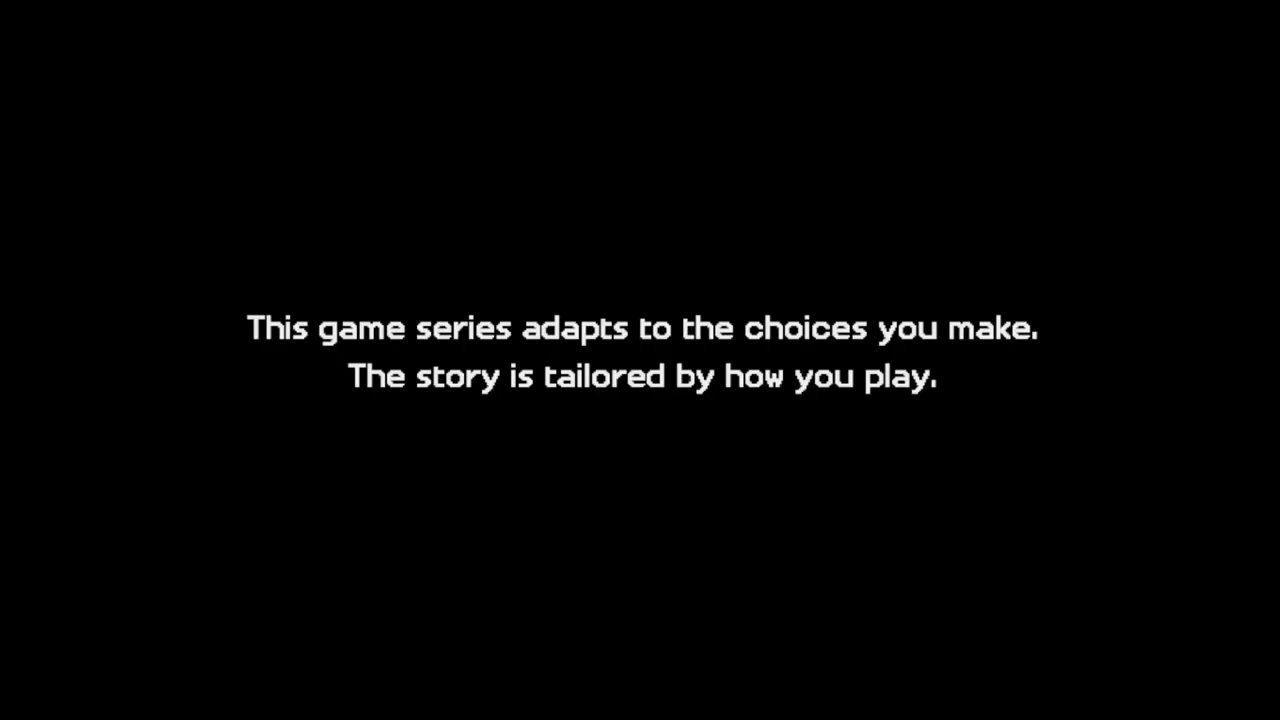 This game series adapts to the choices you make.
The story is tailored by how you play.